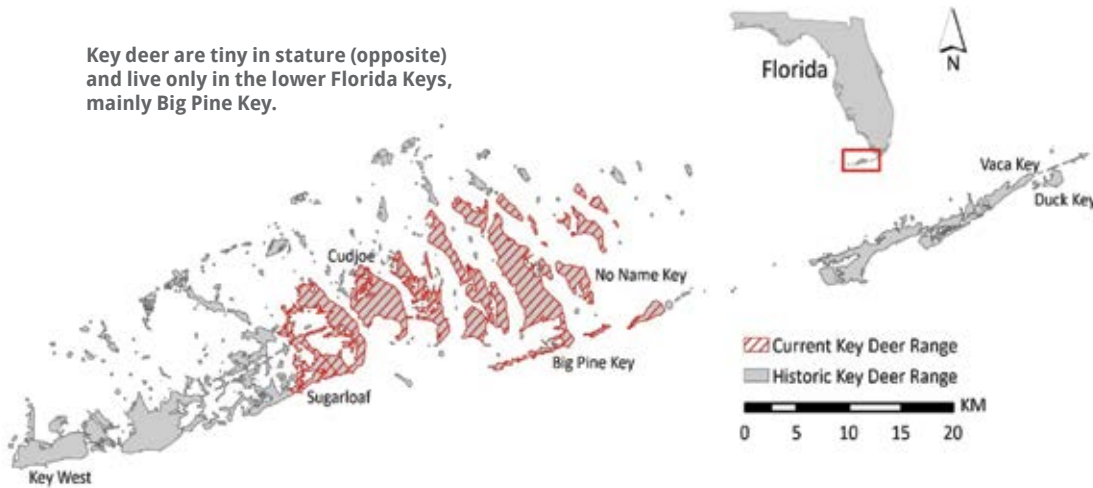 Key deer are tiny in stature (opposite)
and live only in the lower Florida Keys,
mainly Big Pine Key.
Florida
N
Vaca Key
Duck Key
Cudjoe
No Name Key
Big Pine Key
Sugarloaf
Key West
Current Key Deer Range
Historic Key Deer Range
KM
0 5 10 15 20